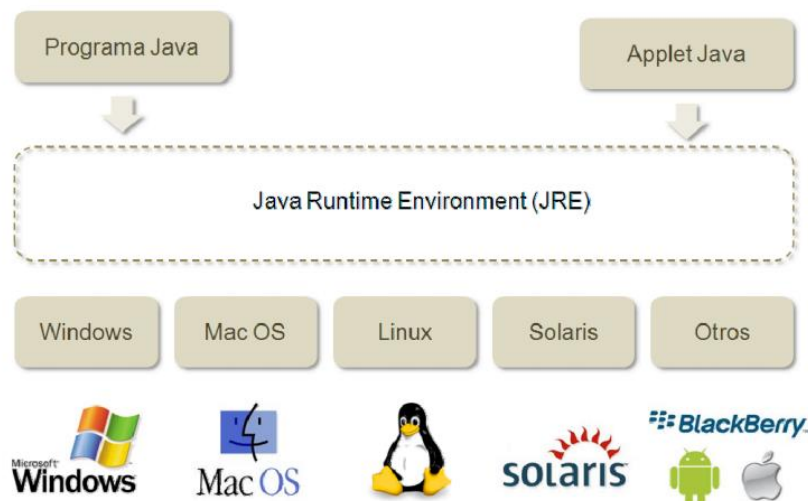 Programa Java
Applet Java
Java Runtime Environment (JRE)
Windows
Mac OS
Linux
Solaris
Otros
Microsoft
Windows
Mac OS
solaris
BlackBerry